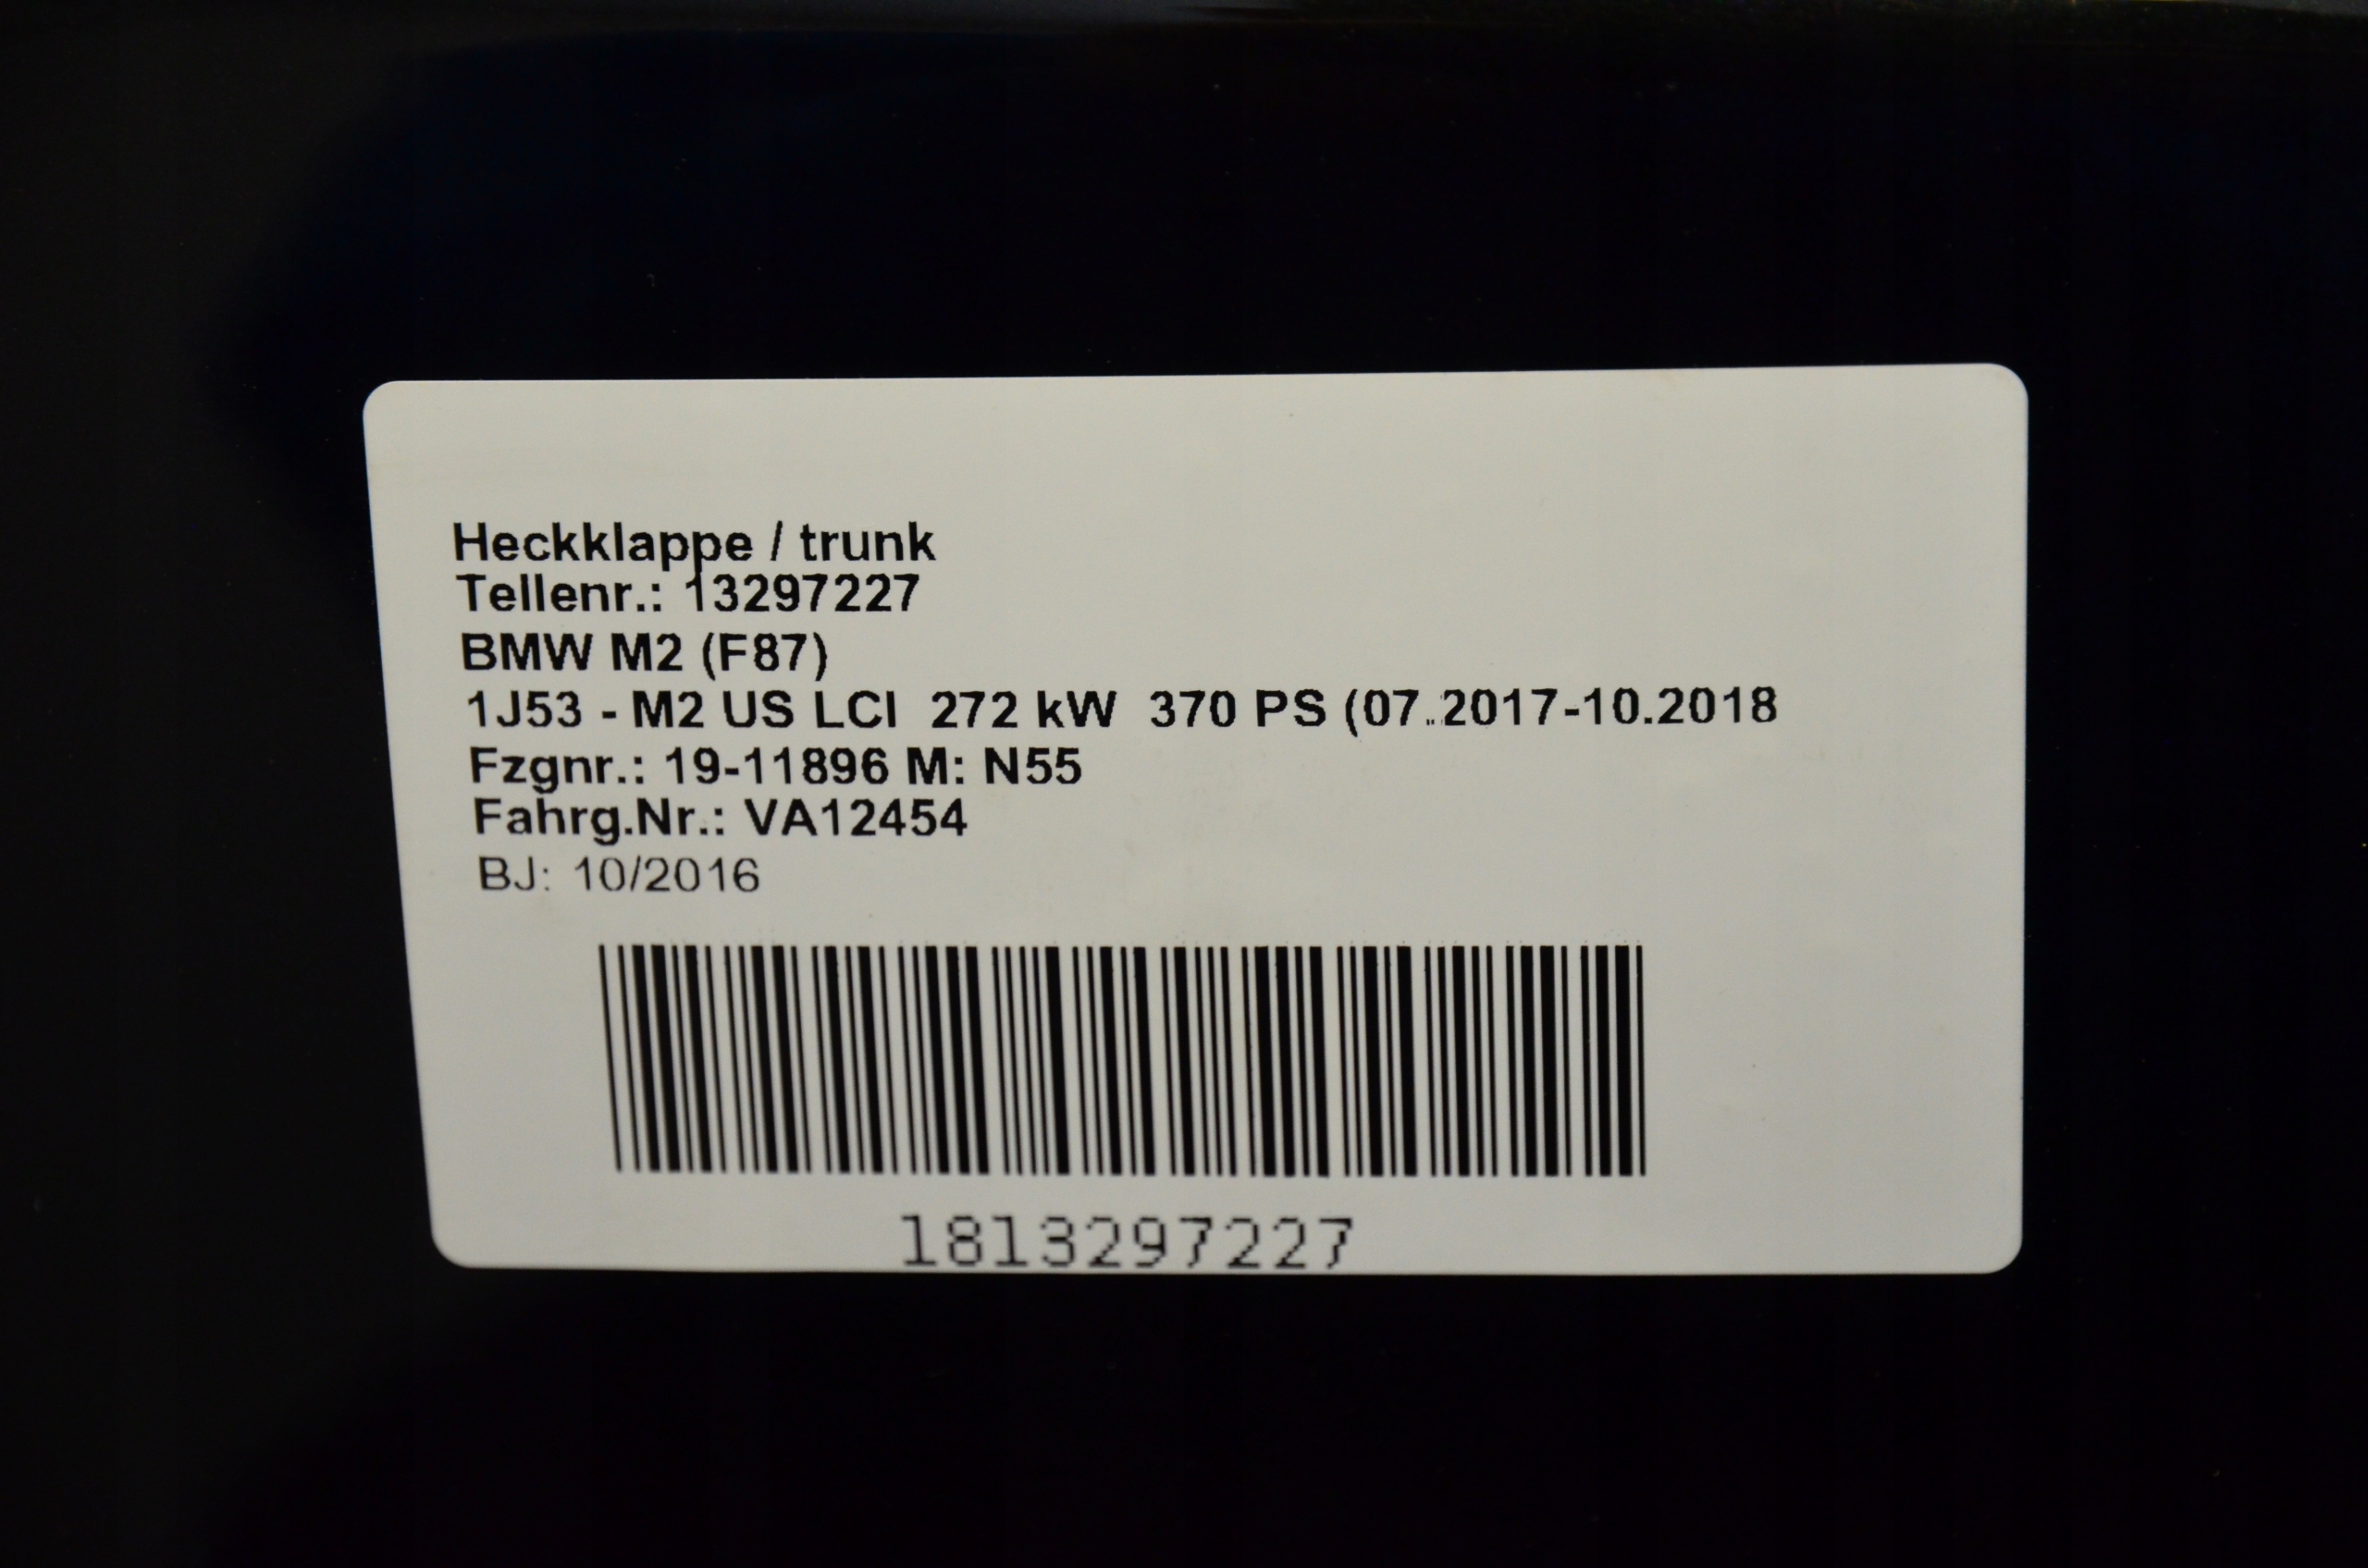 Heckklappe / trunk
Teilenr.: 13297227
BMW M2 (F87)
1J53 - M2 US LCI  272 kW  370 PS (07.2017-10.2018
Fzgnr.: 19-11896 M: N55
Fahrg.Nr.: VA12454
BJ: 10/2016
1813297227